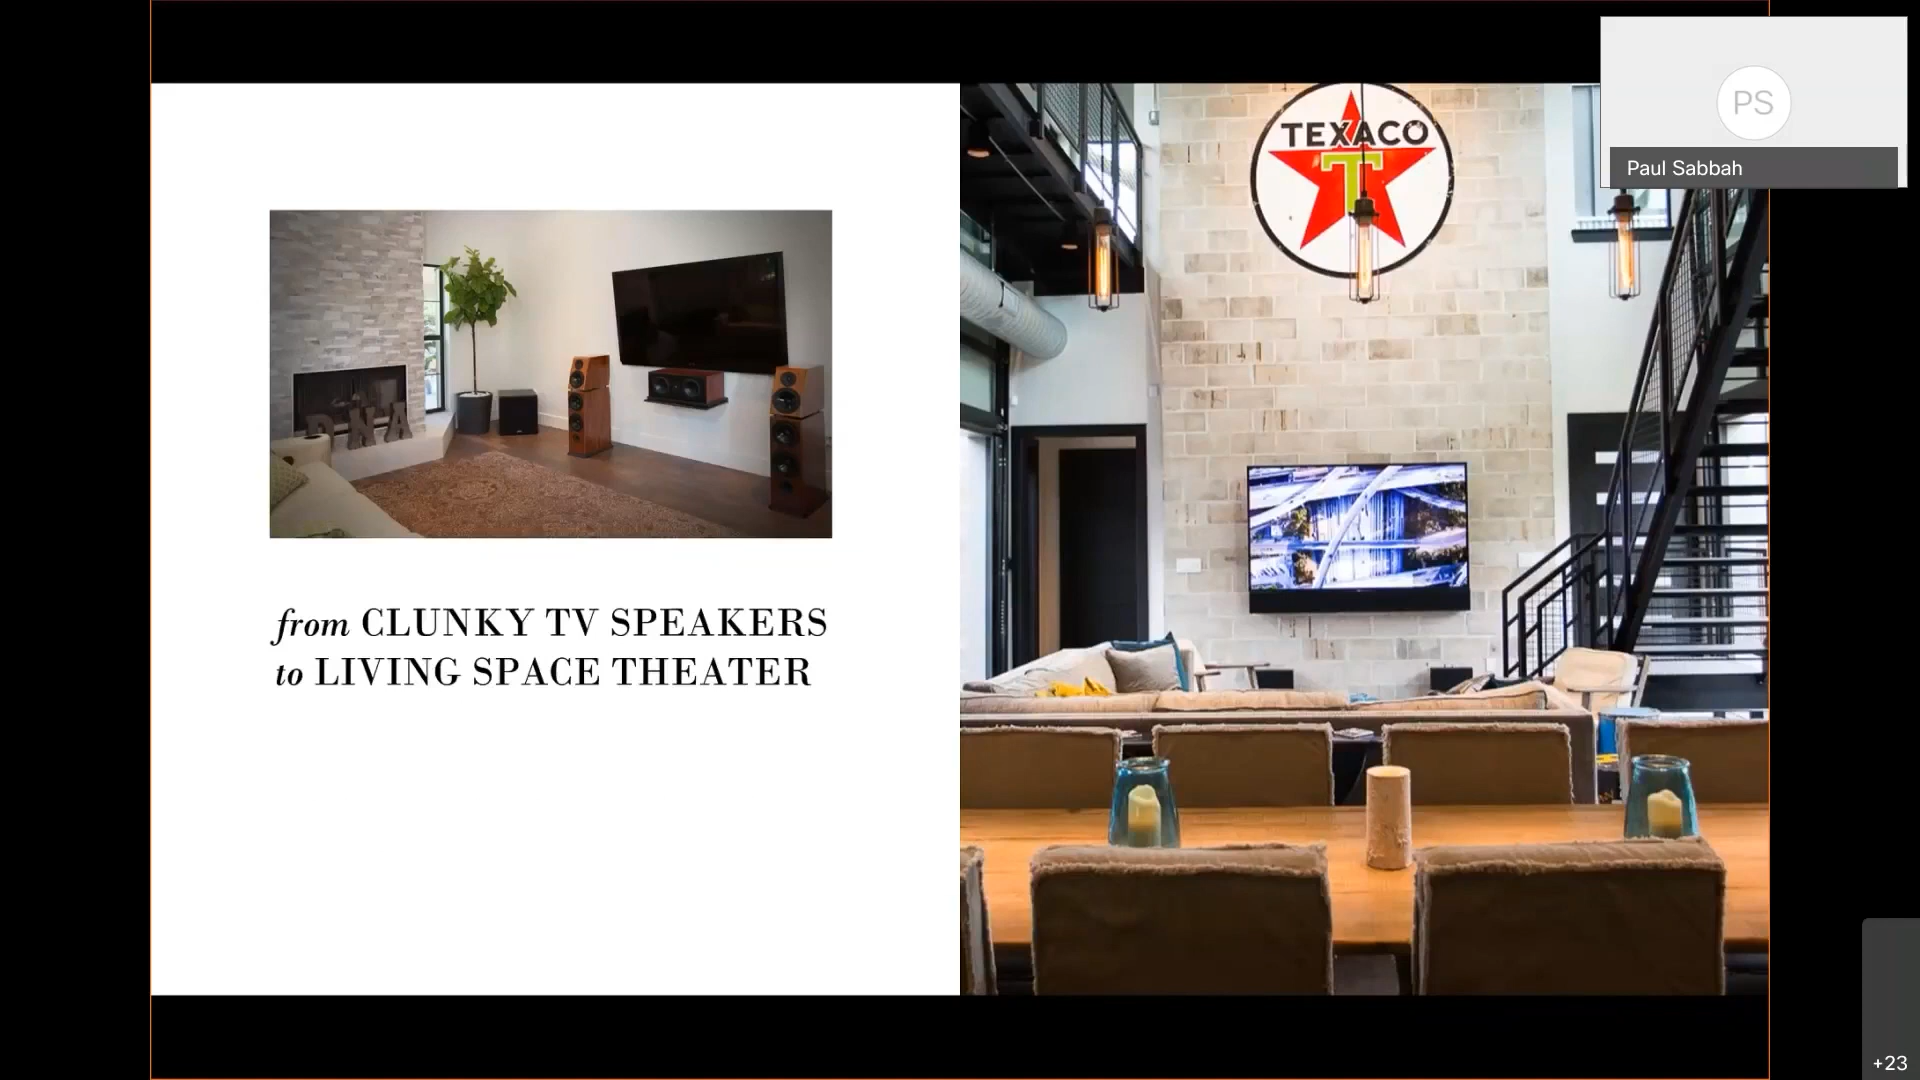 TEXACO
T
PS
Paul Sabbah
DNA
from CLUNKY TV SPEAKERS
to LIVING SPACE THEATER
+23